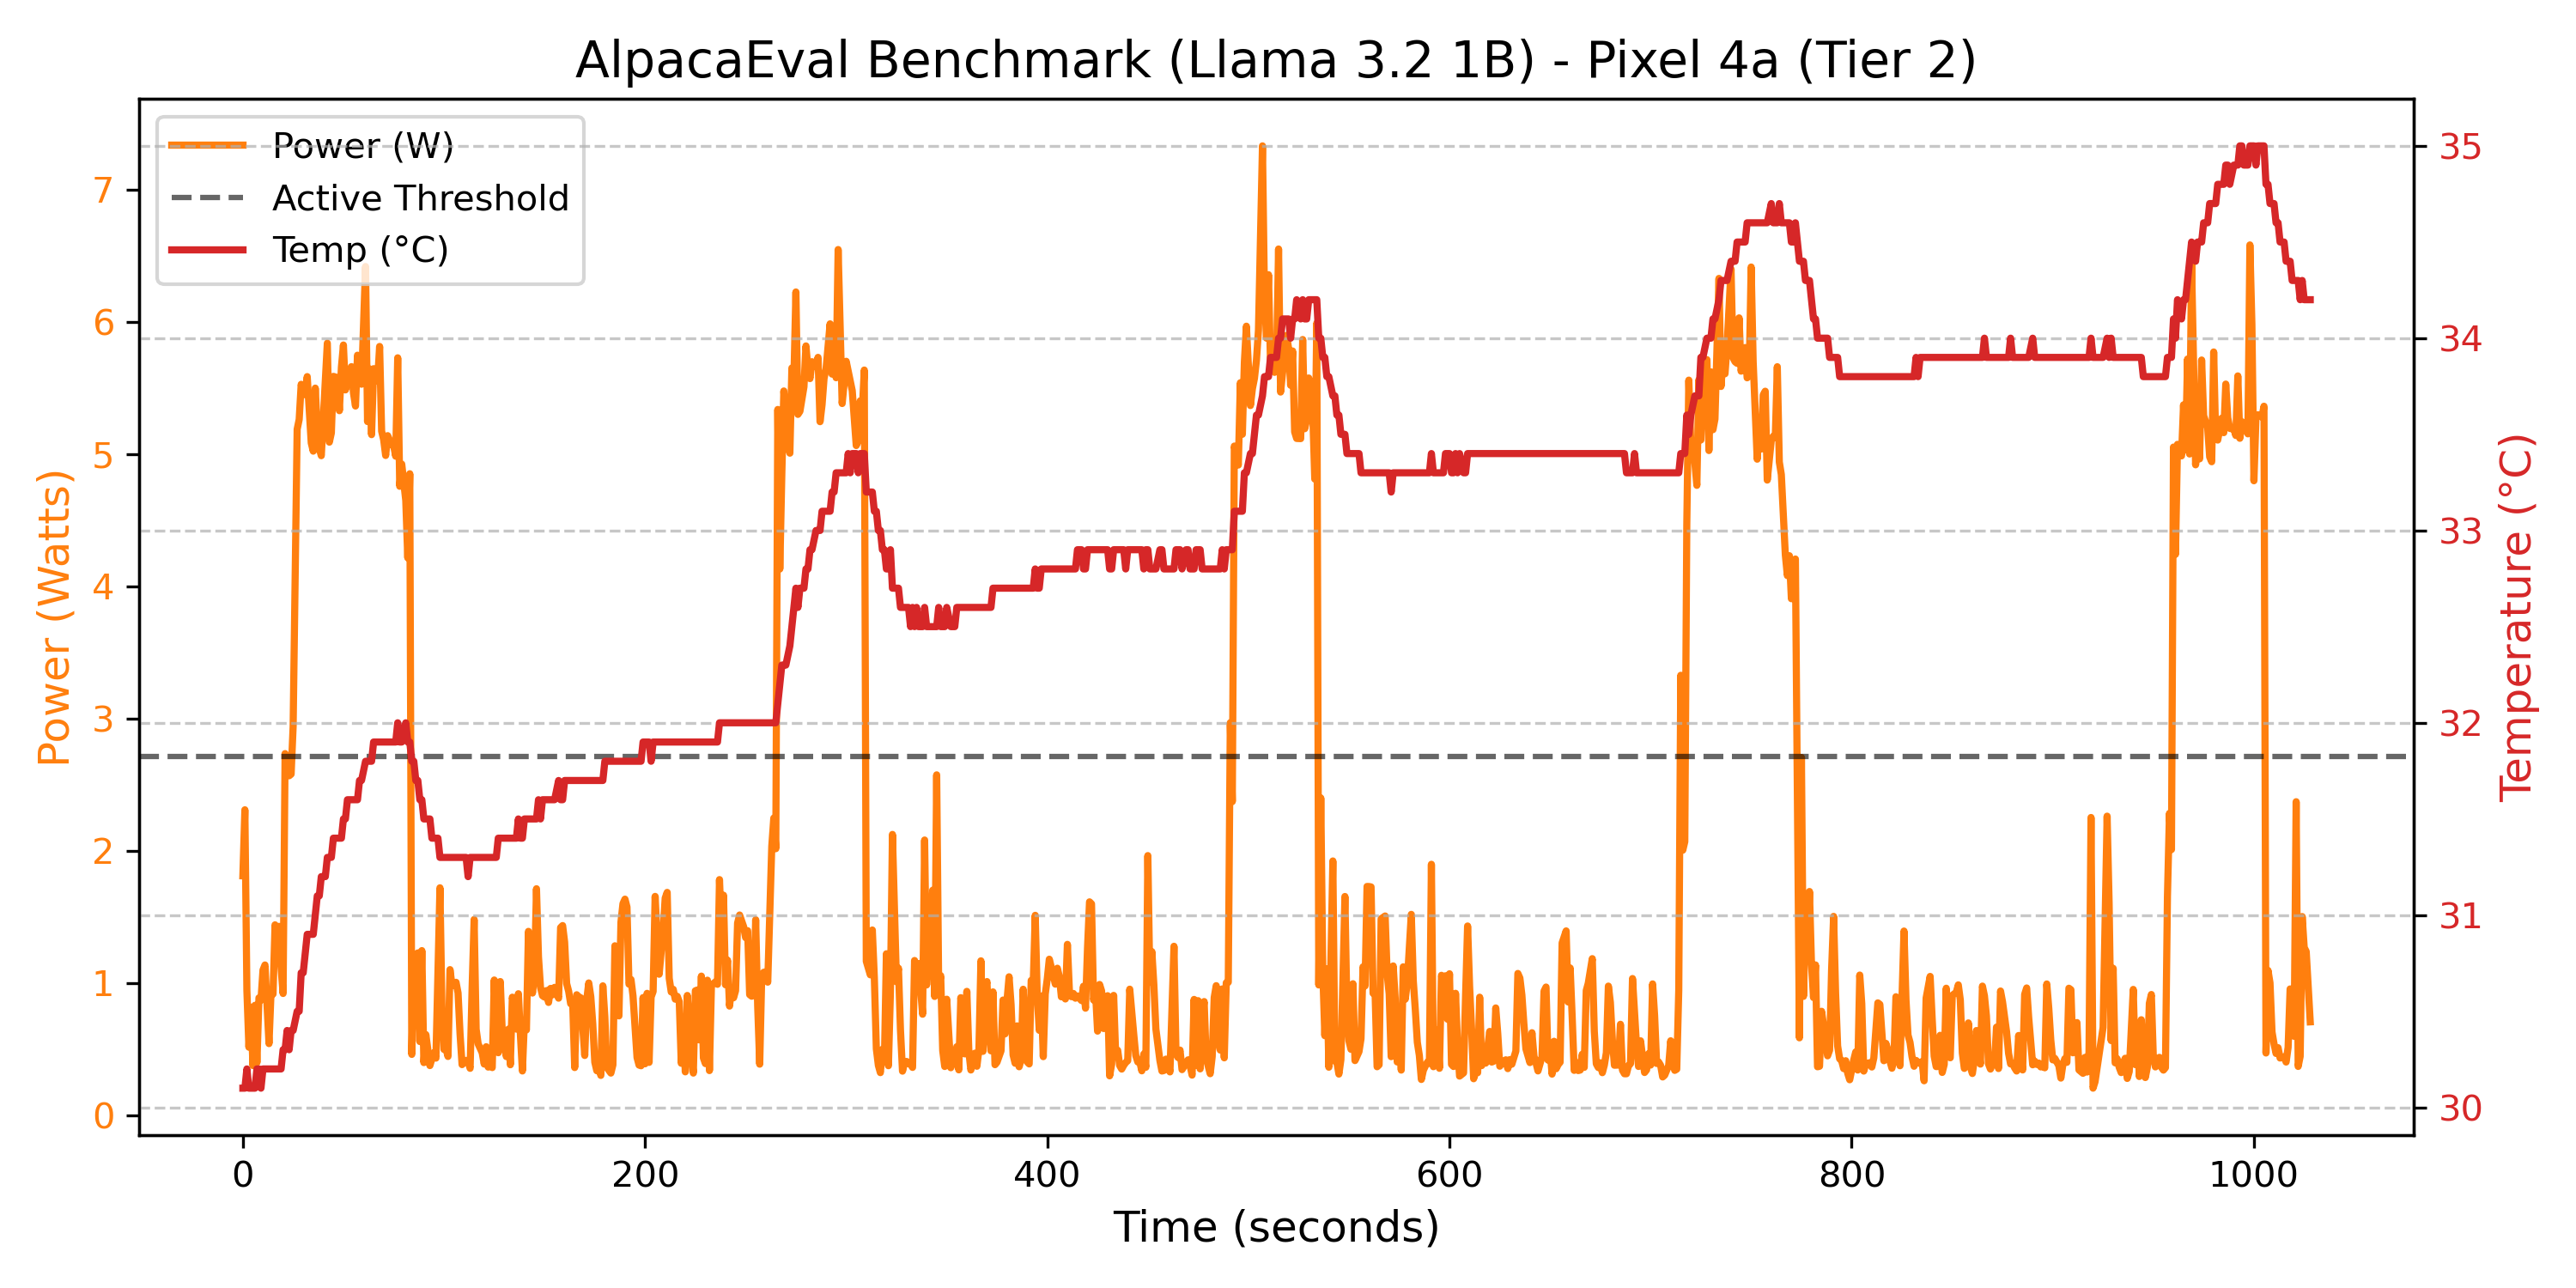 AlpacaEval Benchmark (Llama 3.2 1B) - Pixel 4a (Tier 2)
Power (W)
Active Threshold
Temp (°C)
Power (Watts)
7
6
5
4
3
2
1
0
35
34
33
32
31
30
Temperature (°C)
0 200 400 600 800 1000
Time (seconds)